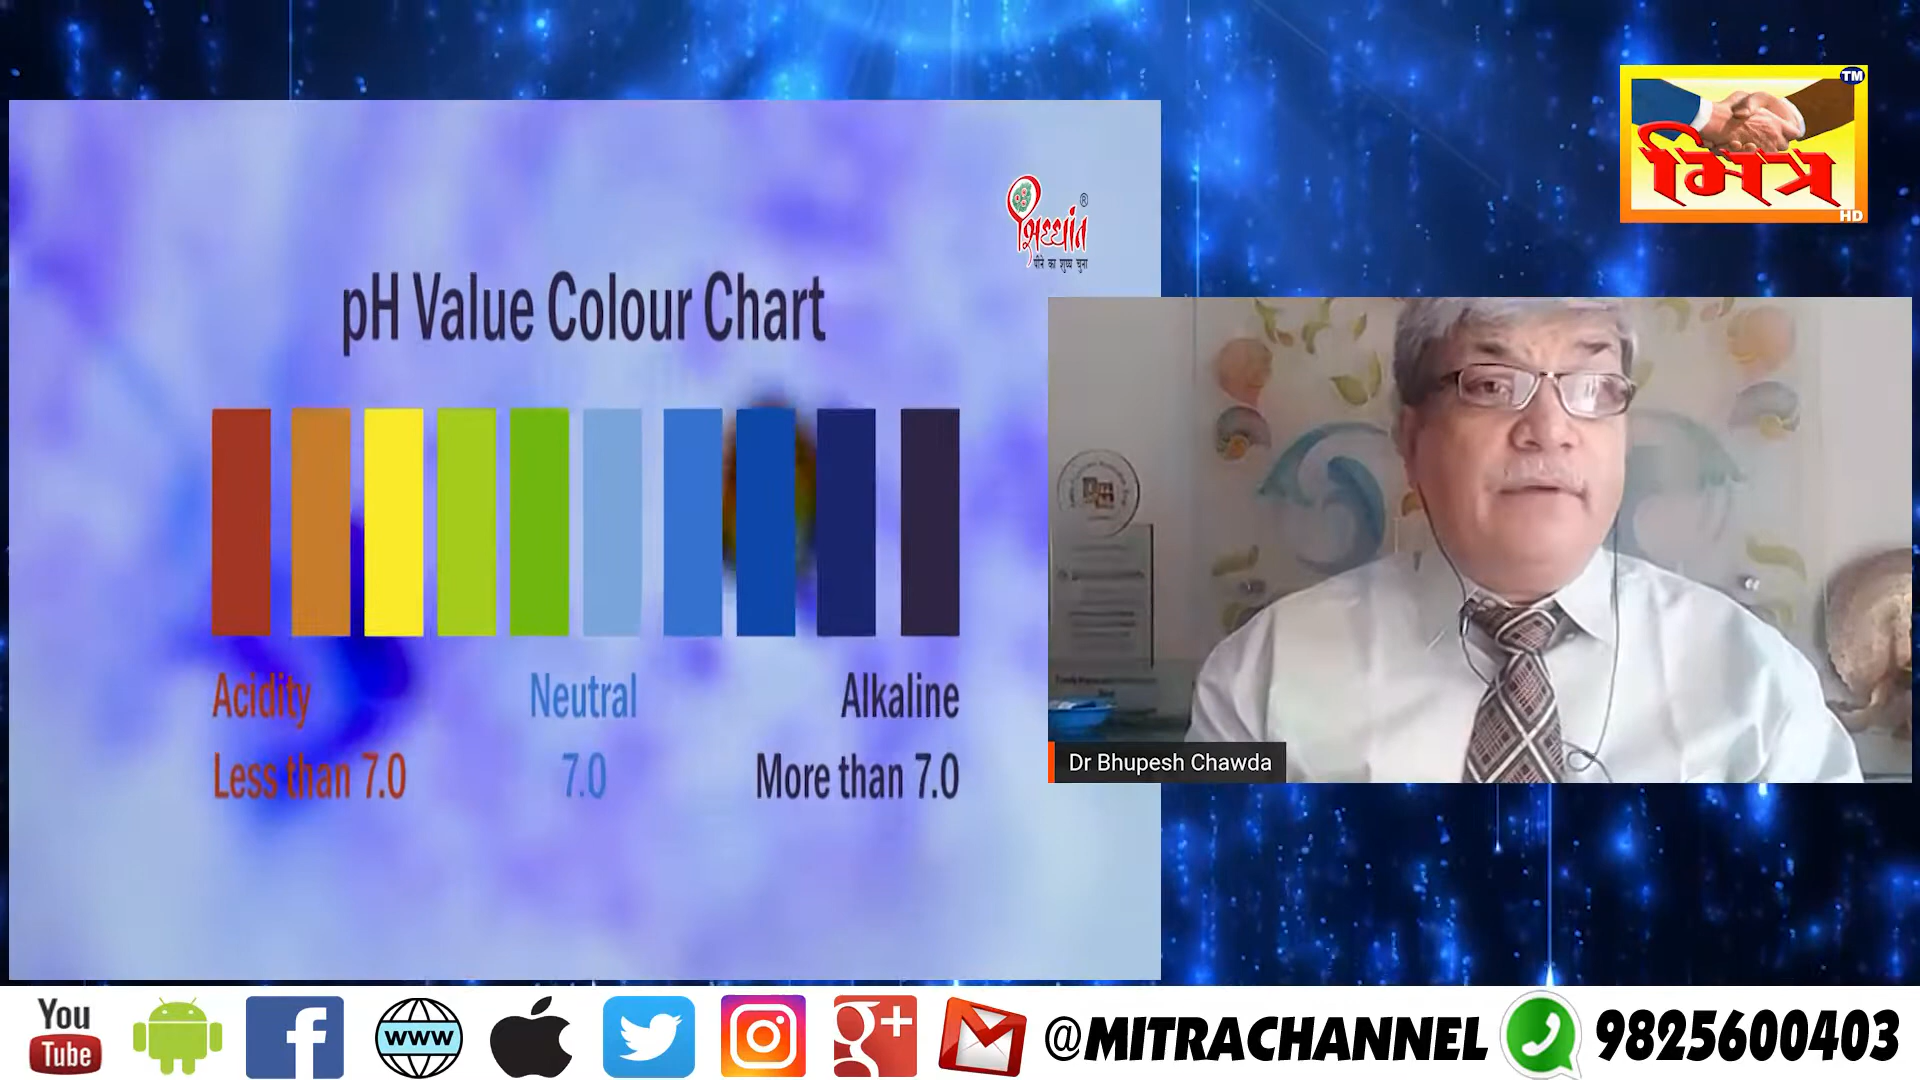 TM
मित्र
HD
सिध्धांत
®
पीने का शुध्ध चुना
pH Value Colour Chart
Acidity Neutral Alkaline
Less than 7.0 7.0 More than 7.0
Dr Bhupesh Chawda
You
Tube
f
www
g+
@MITRACHANNEL 9825600403